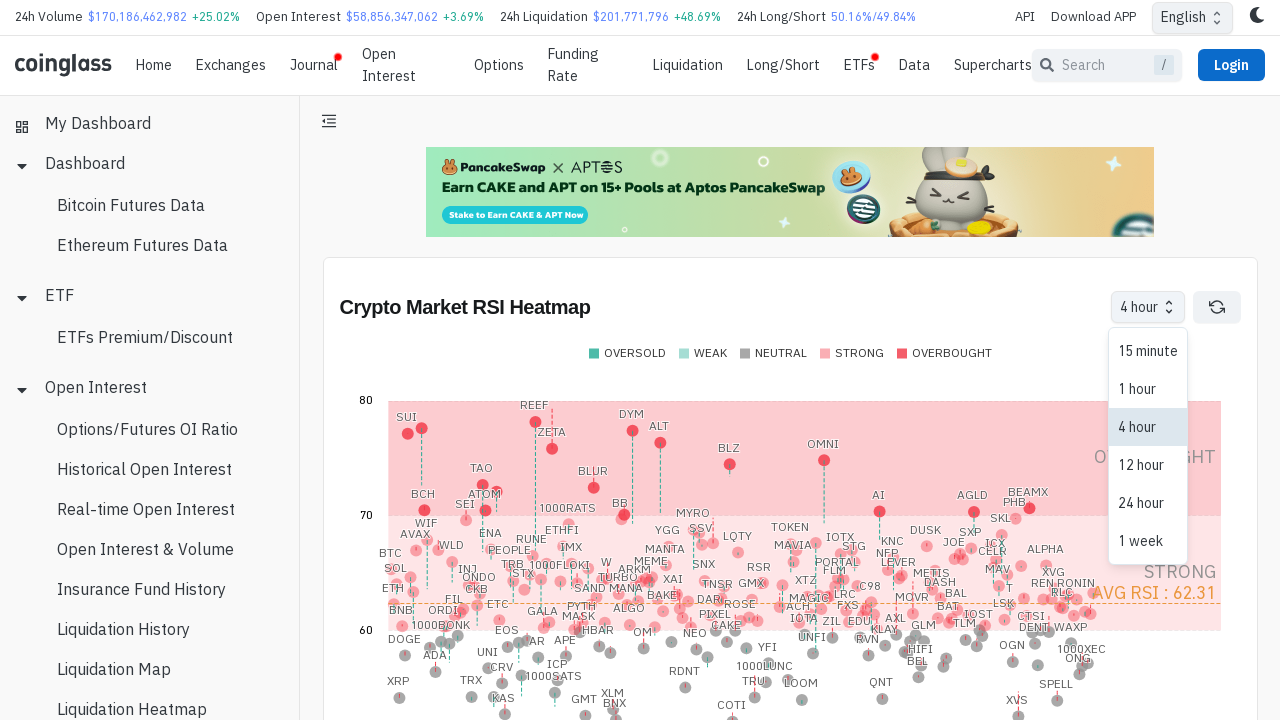 24h Volume $170,186,462,982 +25.02% Open Interest $58,856,347,062 +3.69% 24h Liquidation $201,771,796 +48.69% 24h Long/Short 50.16%/49.84% API Download APP English
coinglass Home Exchanges Journal Open Interest Options Funding Rate Liquidation Long/Short ETFs Data Supercharts Search / Login
My Dashboard
Dashboard
Bitcoin Futures Data
Ethereum Futures Data
ETF
ETFs Premium/Discount
Open Interest
Options/Futures OI Ratio
Historical Open Interest
Real-time Open Interest
Open Interest & Volume
Insurance Fund History
Liquidation History
Liquidation Map
Liquidation Heatmap
PancakeSwap X APTOS
Earn CAKE and APT on 15+ Pools at Aptos PancakeSwap
Stake to Earn CAKE & APT Now
Crypto Market RSI Heatmap
4 hour
15 minute
1 hour
4 hour
12 hour
24 hour
1 week
OVERSOLD WEAK NEUTRAL STRONG OVERBOUGHT
80
SUI REEF DYM
ZETA ALT
BLZ OMNI
TAO BLUR
BCH ATOM AI AGLD BEAMX
SEI 1000RATS BB PHB
70
MYRO SKL
WIF YGG SSV TOKEN DUSK SXP
AVAX ENA ETHFI LQTY IOTX
WLD RUNE IMX MAVIA STG KNC JOE ICX
BTC PEOPLE MANTA NFP CELR ALPHA
SOL INJ TRB 1000FLOKI W MEME SNX RSR PORTAL LEVER
STRONG
ONDO STX ARKM FLM METIS MAV XVG
ETH CKB TURBO XAI TNSR GMX XTZ C98 DASH REN RONIN
SAND MANA BAKE LRC BAL T RLC
AVG RSI : 62.31
BNB FIL ETC PYTH DAR ROSE MAGIC MOVR
ORDI GALA ALGO ACH FXS BAT LSK
MASK PIXEL IOTA AXL IOST CTSI
1000BONK CAKE ZIL EDU GLM TLM
60
DOGE EOS HBAR OM NEO UNFI KLAY DENT WAXP
AR APE YFI RVN OGN
ADA UNI HIFI 1000XEC
CRV ICP RDNT 1000LUNC BEL ONG
XRP TRX 1000SATS LOOM QNT SPELL
KAS GMT XLM
BNX COTI XVS